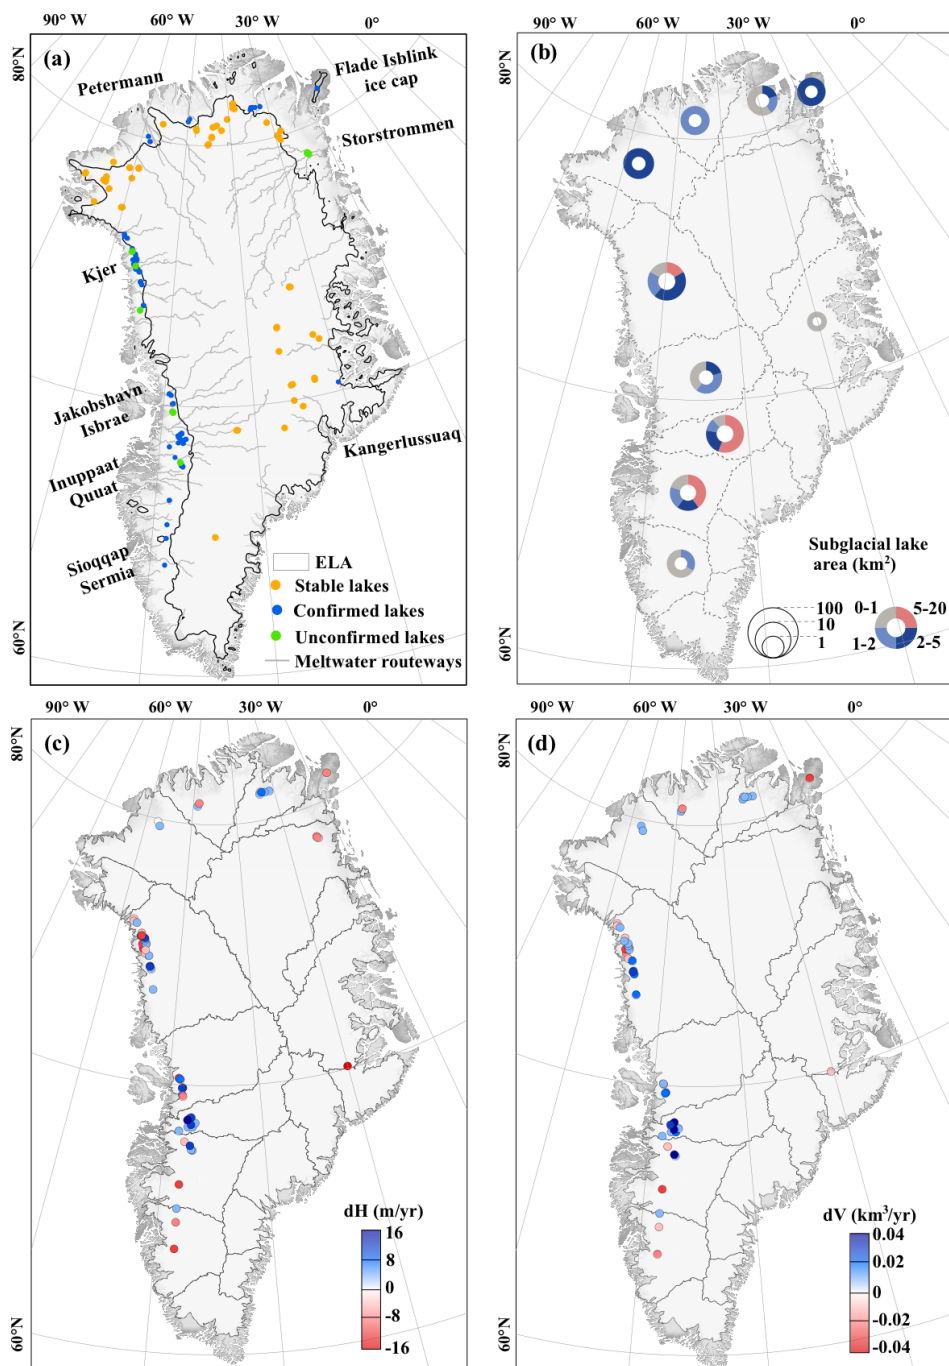 90° W 60° W 30° W 0°
80°N
(a)
Petermann
Flade Isblink
ice cap
Storstrommen
Kjer
Jakobshavn
Isbrae
Inuppaat
Quuat
Kangerlussuaq
Sioqqap
Sermia
ELA
Stable lakes
Confirmed lakes
Unconfirmed lakes
Meltwater routeways
60°N
90° W 60° W 30° W 0°
80°N
(b)
Subglacial lake
area (km²)
100
10
1
0-1 5-20
1-2 2-5
60°N
90° W 60° W 30° W 0°
80°N
(c)
dH (m/yr)
16
8
0
-8
-16
60°N
90° W 60° W 30° W 0°
80°N
(d)
dV (km³/yr)
0.04
0.02
0
-0.02
-0.04
60°N